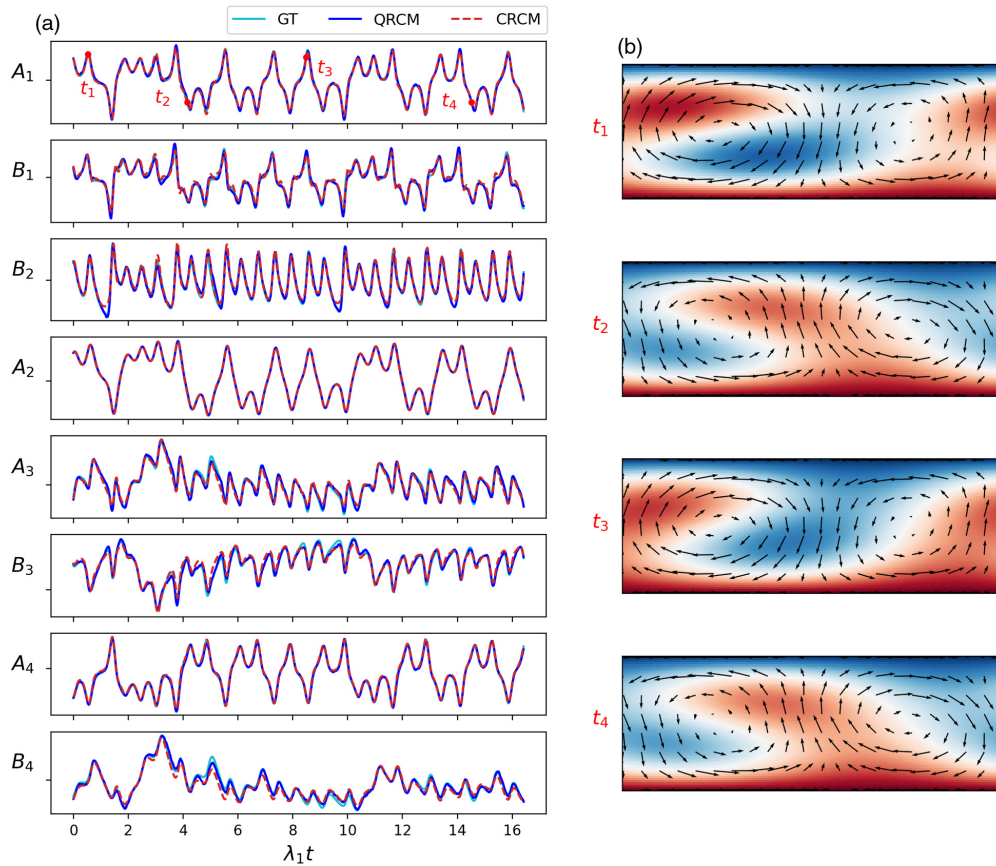 (a)
GT QRCM CRCM
A1
t1 t2 t3 t4
B1
B2
A2
A3
B3
A4
B4
0 2 4 6 8 10 12 14 16
λ1t
(b)
t1
t2
t3
t4